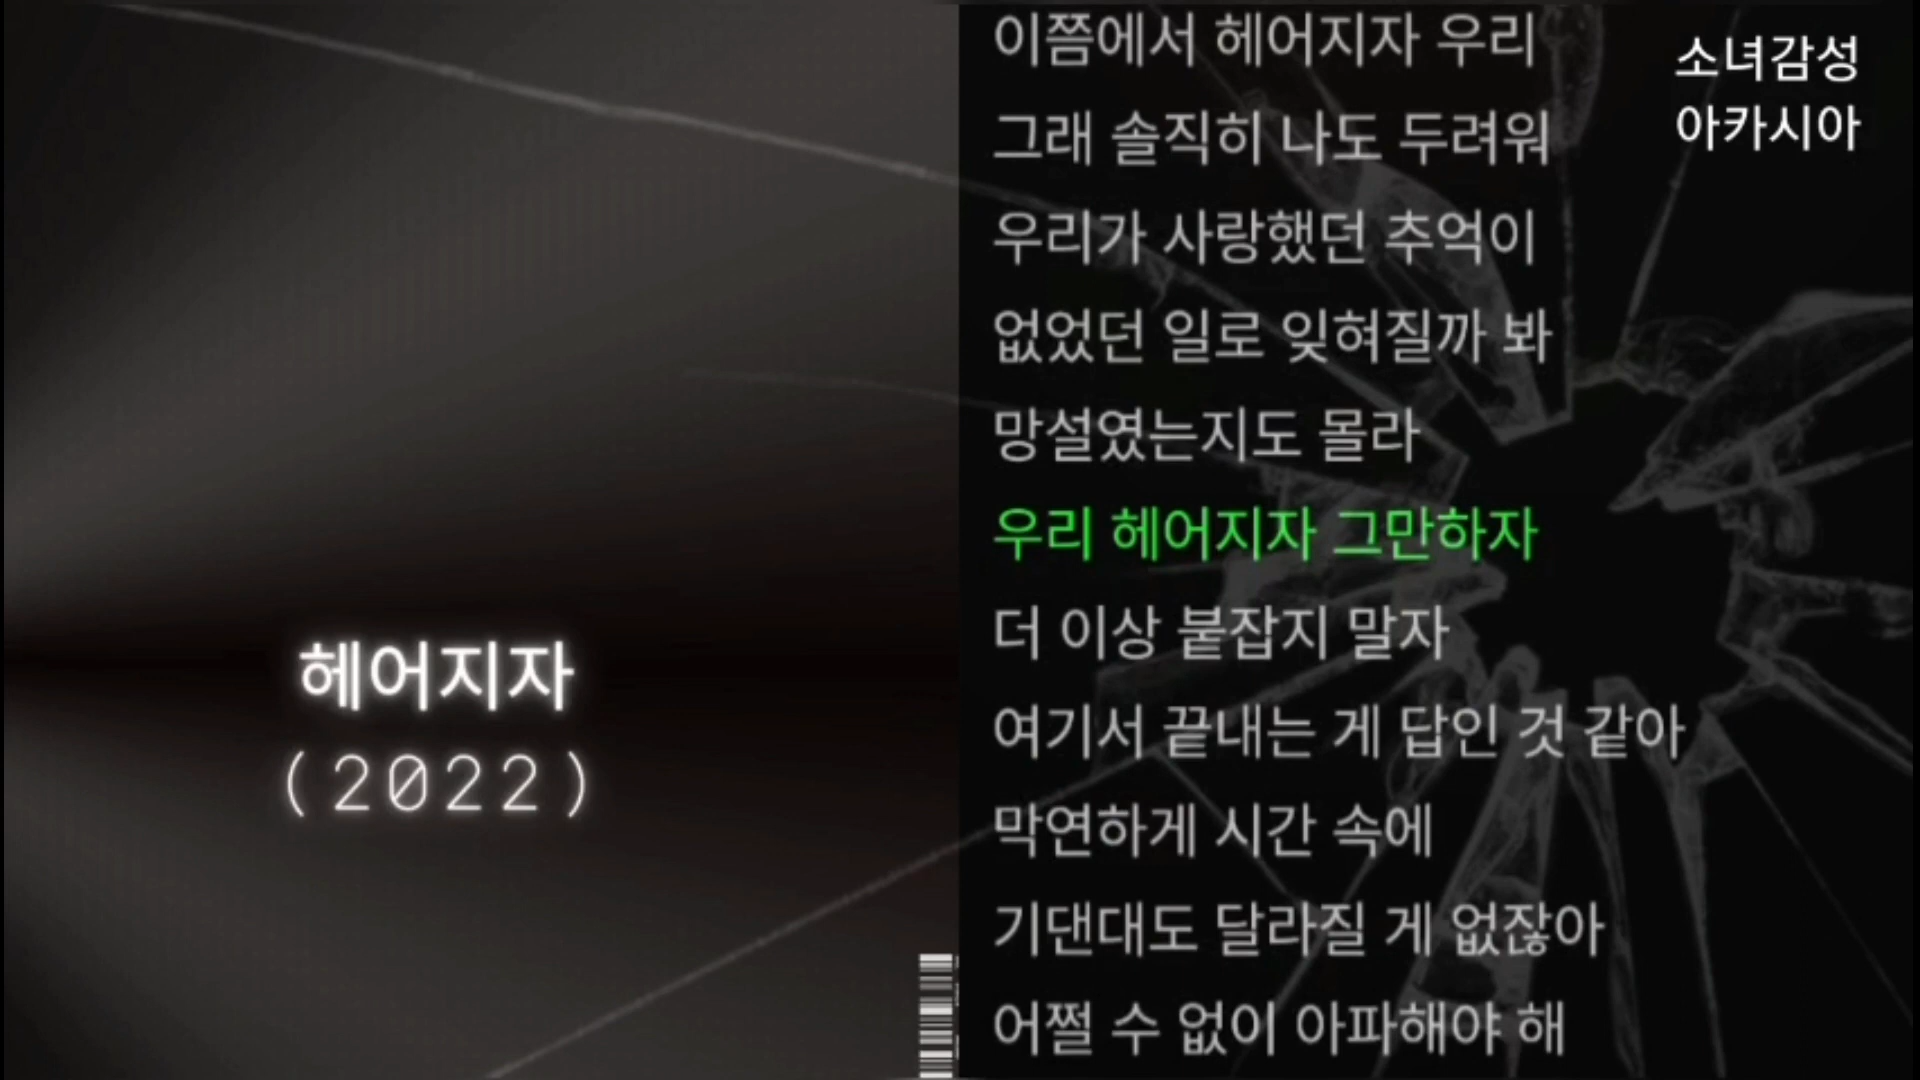 헤어지자
(2022)
이쯤에서 헤어지자 우리
그래 솔직히 나도 두려워
우리가 사랑했던 추억이
없었던 일로 잊혀질까 봐
망설였는지도 몰라
우리 헤어지자 그만하자
더 이상 붙잡지 말자
여기서 끝내는 게 답인 것 같아
막연하게 시간 속에
기댄대도 달라질 게 없잖아
어쩔 수 없이 아파해야 해
소녀감성
아카시아